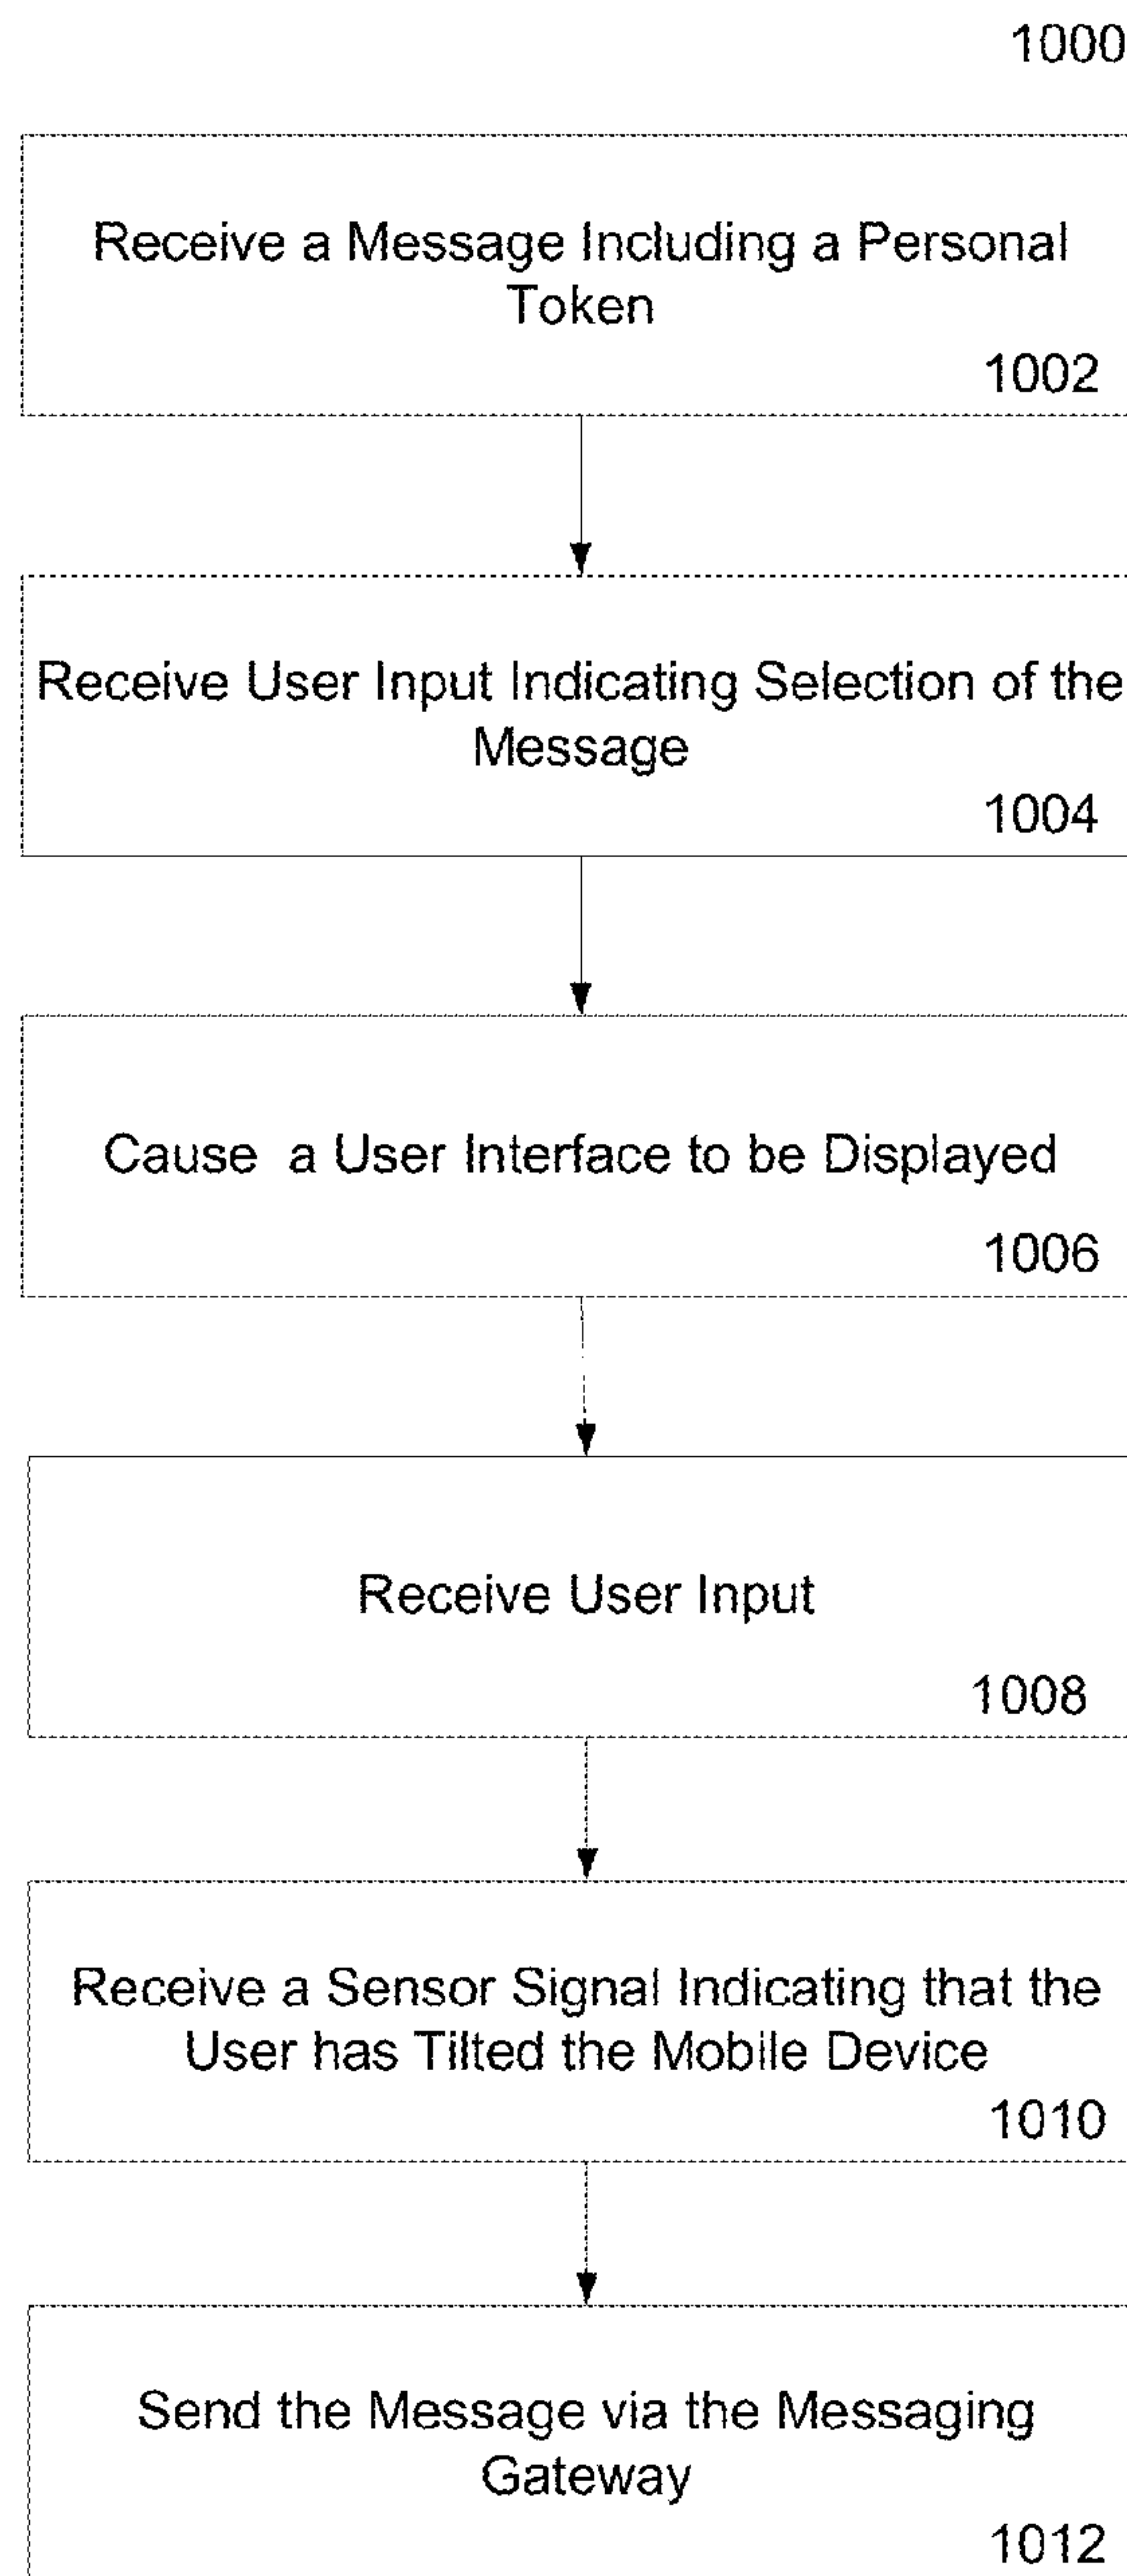 1000
Receive a Message Including a Personal
Token
1002
Receive User Input Indicating Selection of the
Message
1004
Cause a User Interface to be Displayed
1006
Receive User Input
1008
Receive a Sensor Signal Indicating that the
User has Tilted the Mobile Device
1010
Send the Message via the Messaging
Gateway
1012